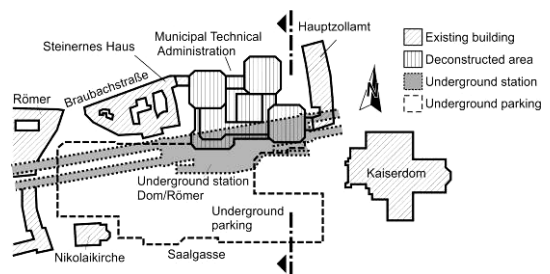 Municipal Technical
Administration
Hauptzollamt
Steinernes Haus
Braubachstraße
Römer
Existing building
Deconstructed area
Underground station
Underground parking
Kaiserdom
Underground station
Dom/Römer
Underground
parking
Nikolaikirche
Saalgasse